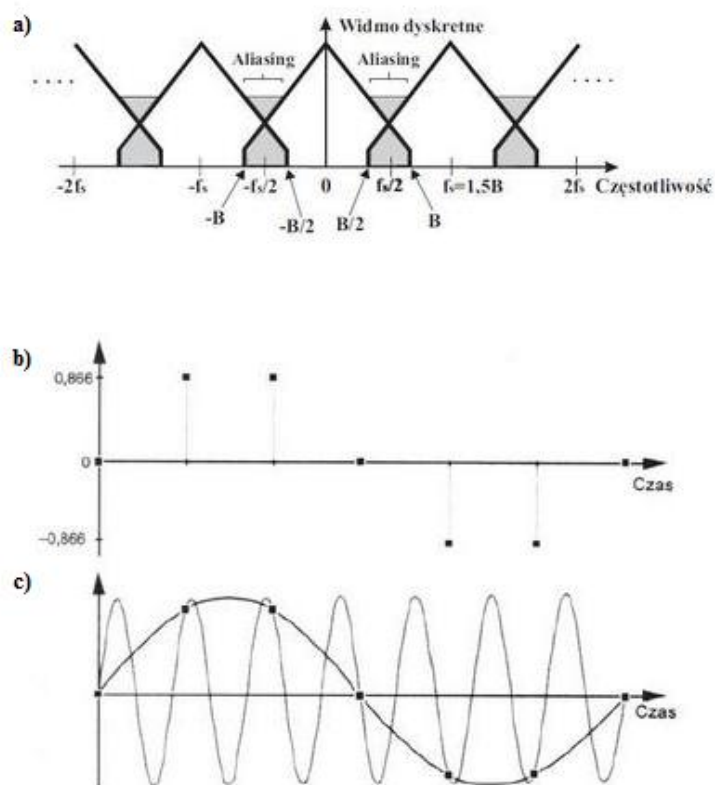 a)
Widmo dyskretne
Aliasing Aliasing
. . . . . . . .
-2fs -fs -fs/2 0 fs/2 fs=1,5B 2fs Częstotliwość
-B -B/2 B/2 B
b)
0,866
0
Czas
−0,866
c)
Czas